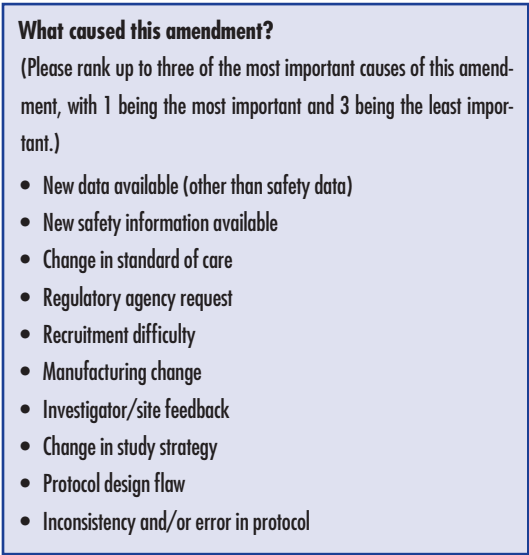 What caused this amendment?
(Please rank up to three of the most important causes of this amend-
ment, with 1 being the most important and 3 being the least impor-
tant.)
• New data available (other than safety data)
• New safety information available
• Change in standard of care
• Regulatory agency request
• Recruitment difficulty
• Manufacturing change
• Investigator/site feedback
• Change in study strategy
• Protocol design flaw
• Inconsistency and/or error in protocol